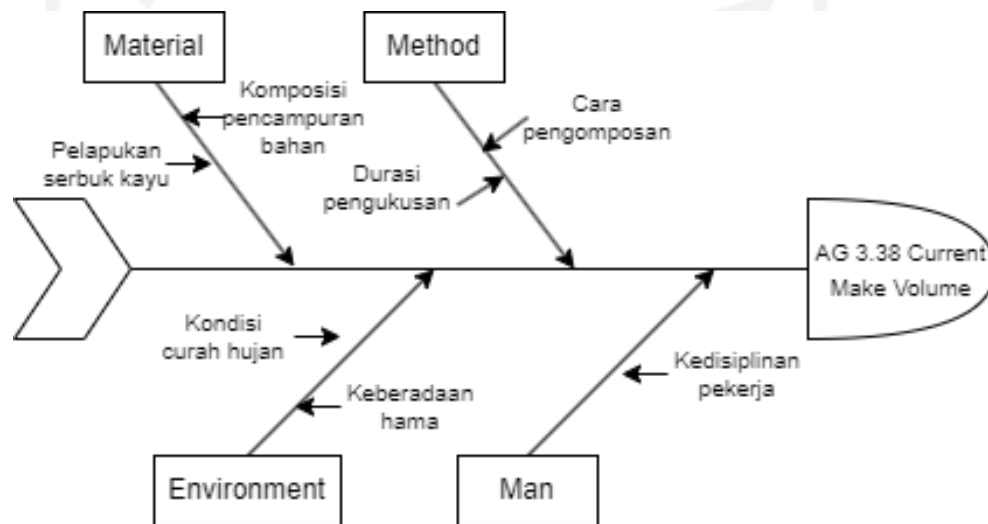 Material
Method
Komposisi
pencampuran
bahan
Cara
pengomposan
Pelapukan
serbuk kayu
Durasi
pengukusan
AG 3.38 Current
Make Volume
Kondisi
curah hujan
Keberadaan
hama
Kedisiplinan
pekerja
Environment
Man